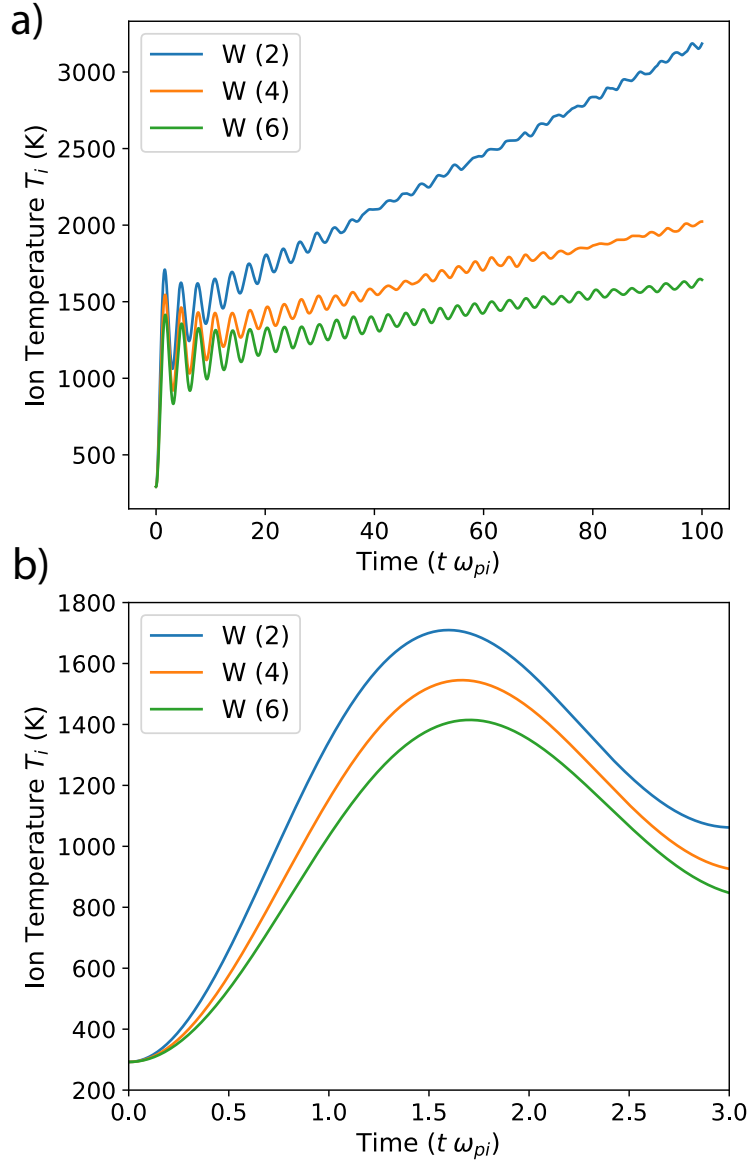 a)
W (2)
W (4)
W (6)
Ion Temperature T_i (K)
3000
2500
2000
1500
1000
500
0 20 40 60 80 100
Time (t ω_pi)
b)
W (2)
W (4)
W (6)
Ion Temperature T_i (K)
1800
1600
1400
1200
1000
800
600
400
200
0.0 0.5 1.0 1.5 2.0 2.5 3.0
Time (t ω_pi)